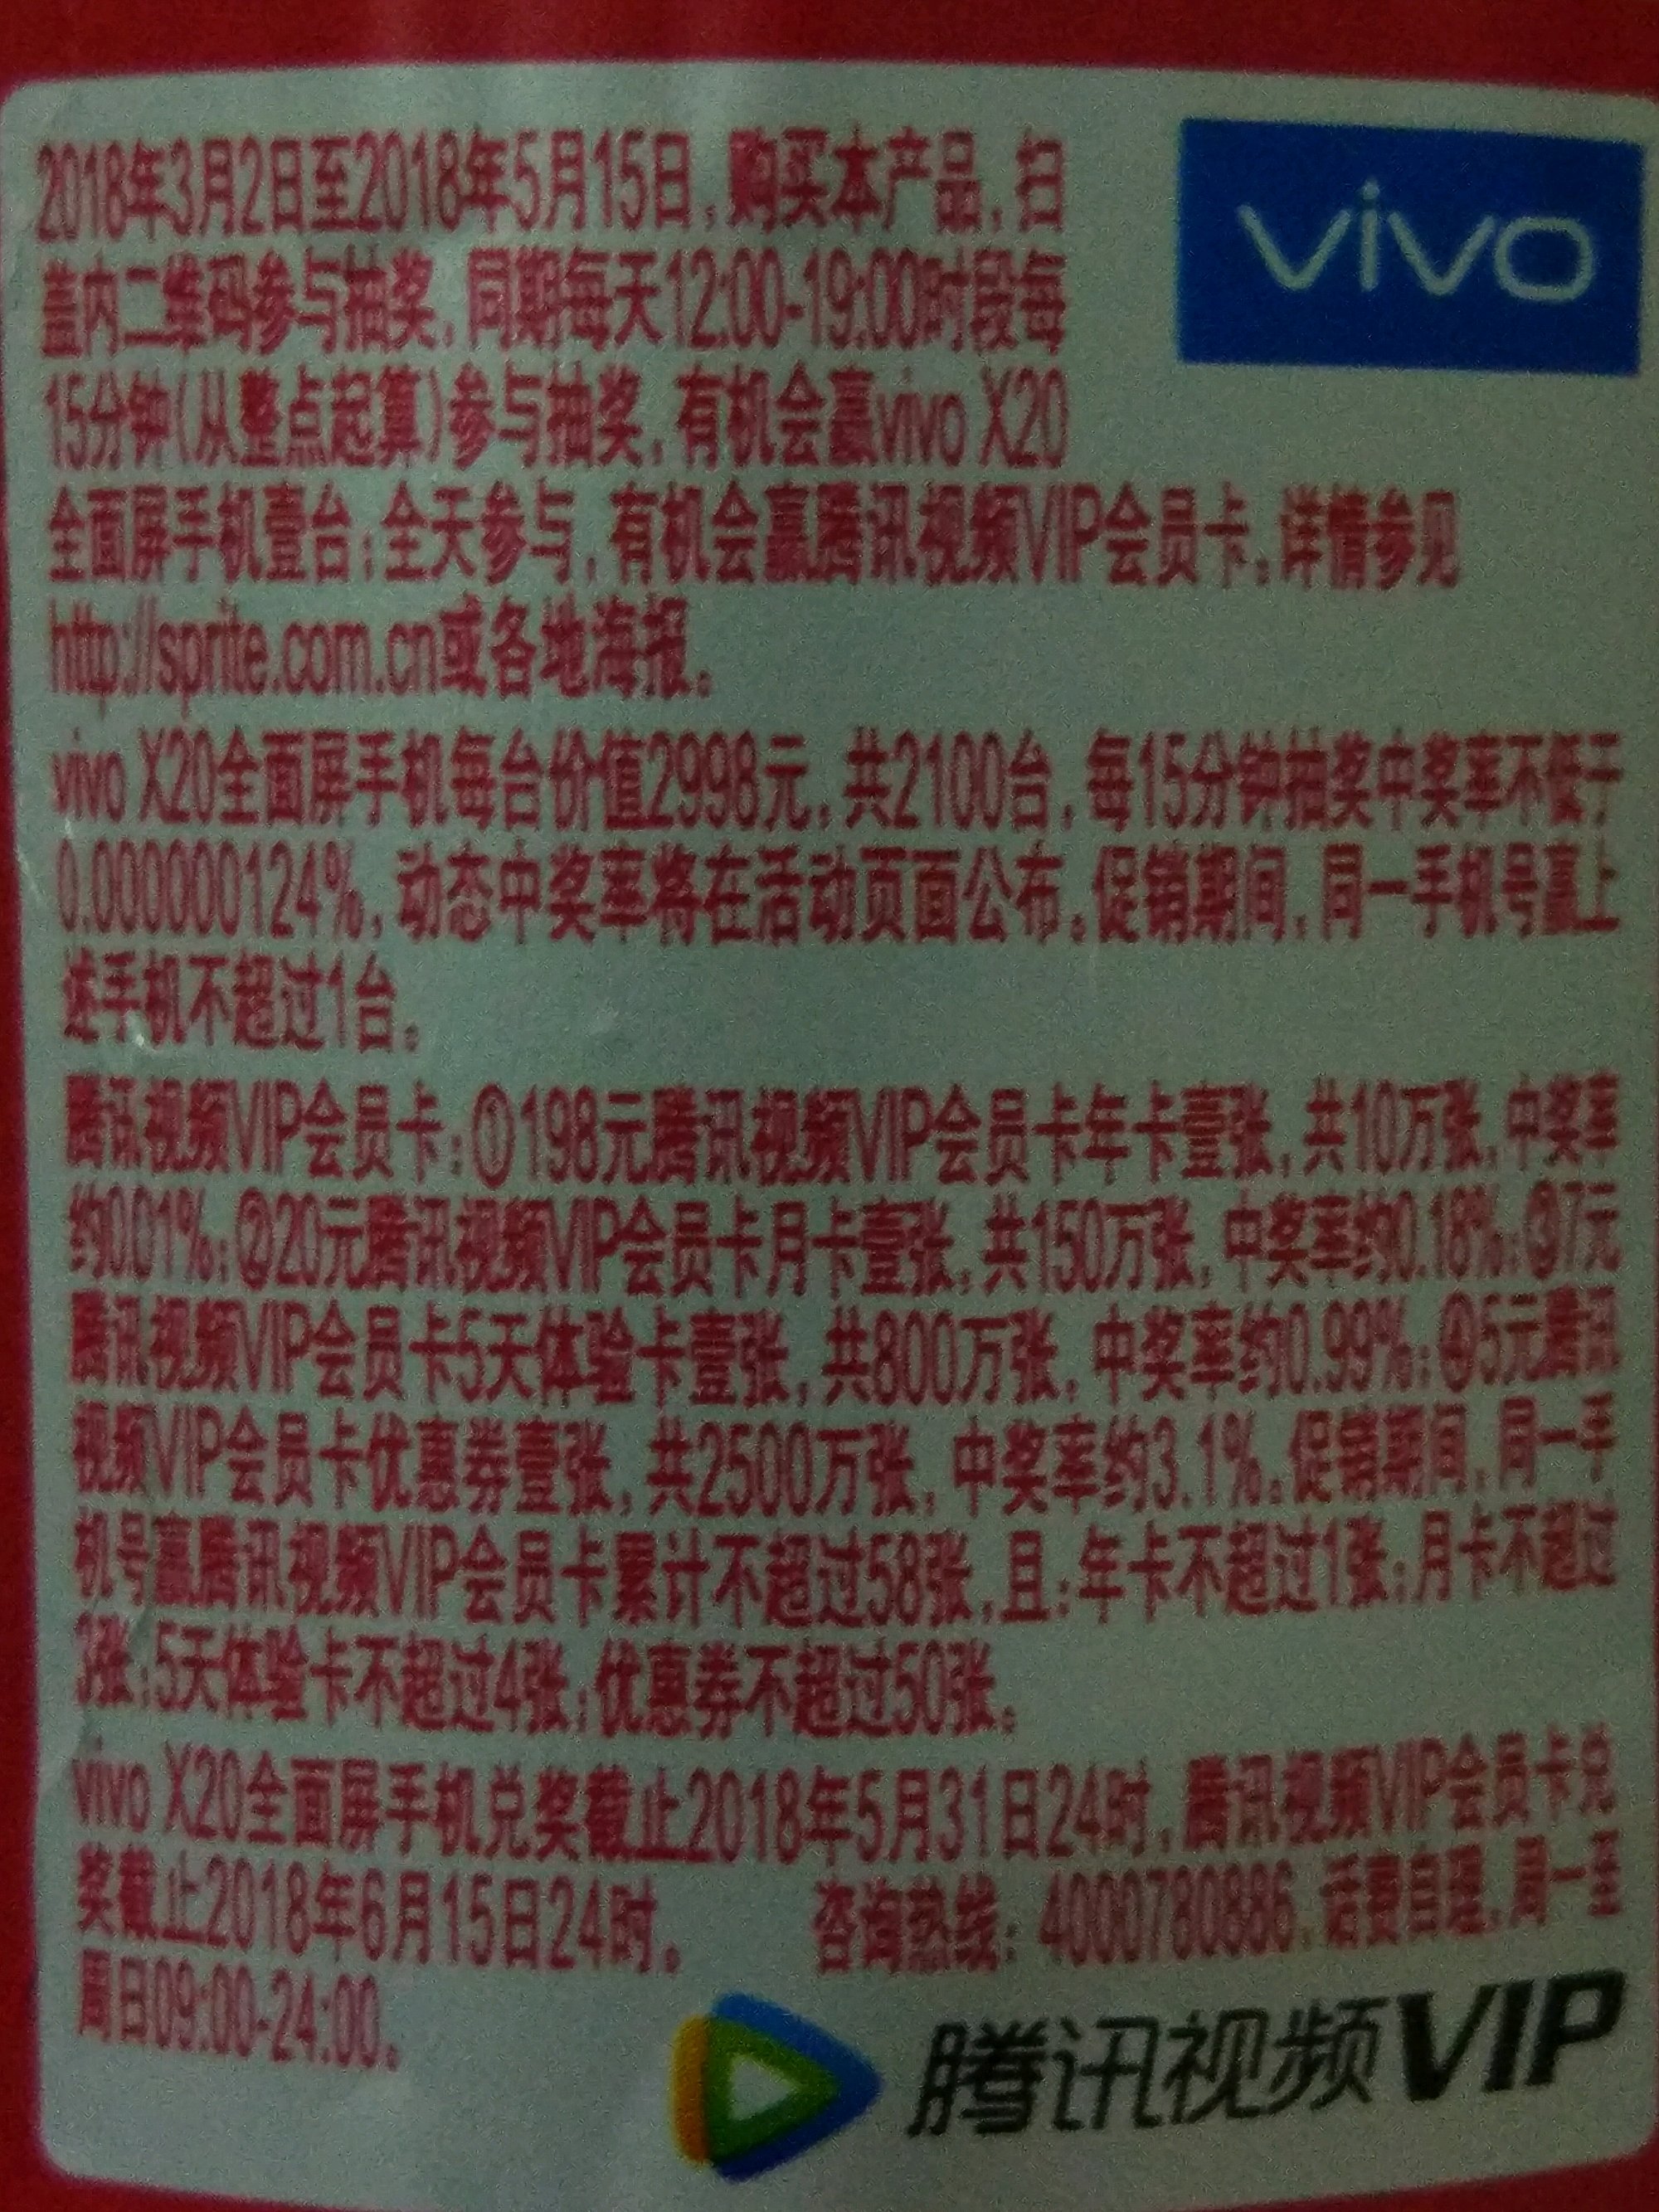 2018年3月2日至2018年5月15日，购买本产品，扫
vivo
盖内二维码参与抽奖，同期每天12:00-19:00时段每
15分钟(从整点起算)参与抽奖，有机会赢vivo X20
全面屏手机壹台；全天参与，有机会赢腾讯视频VIP会员卡。详情参见
http://sprite.com.cn或各地海报。
vivo X20全面屏手机每台价值2998元，共2100台，每15分钟抽奖中奖率不低于
0.000000124%，动态中奖率将在活动页面公布。促销期间，同一手机号赢上
述手机不超过1台。
腾讯视频VIP会员卡：①198元腾讯视频VIP会员卡年卡壹张，共10万张，中奖率
约0.01%；②20元腾讯视频VIP会员卡月卡壹张，共150万张，中奖率约0.18%；③7元
腾讯视频VIP会员卡5天体验卡壹张，共800万张，中奖率约0.99%；④5元腾讯
视频VIP会员卡优惠券壹张，共2500万张，中奖率约3.1%。促销期间，同一手
机号赢腾讯视频VIP会员卡累计不超过58张，且：年卡不超过1张；月卡不超过
3张；5天体验卡不超过4张；优惠券不超过50张。
vivo X20全面屏手机兑奖截止2018年5月31日24时，腾讯视频VIP会员卡兑
奖截止2018年6月15日24时。 咨询热线：4000780886，话费自理，周一至
周日09:00-24:00。
腾讯视频VIP